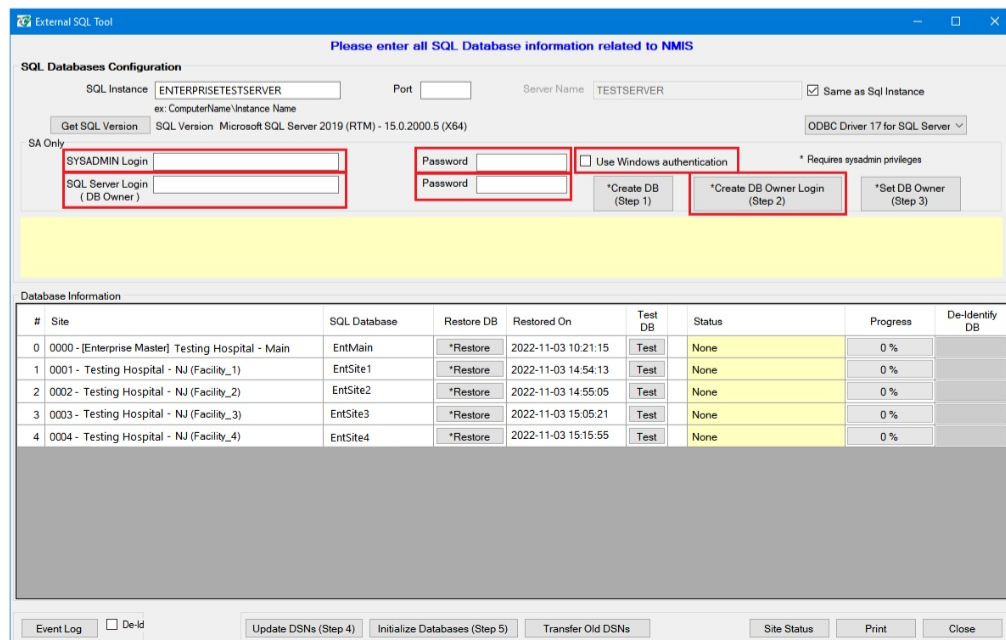 External SQL Tool
Please enter all SQL Database information related to NMIS
SQL Databases Configuration
SQL Instance ENTERPRISETESTSERVER Port Server Name TESTSERVER Same as Sql Instance
ex: ComputerName\Instance Name
Get SQL Version SQL Version Microsoft SQL Server 2019 (RTM) - 15.0.2000.5 (X64) ODBC Driver 17 for SQL Server
SA Only
SYSADMIN Login Password Use Windows authentication * Requires sysadmin privileges
SQL Server Login Password
( DB Owner )
*Create DB
(Step 1)
*Create DB Owner Login
(Step 2)
*Set DB Owner
(Step 3)
Database Information
# Site SQL Database Restore DB Restored On Test DB Status Progress De-Identify DB
0 0000 - [Enterprise Master] Testing Hospital - Main EntMain *Restore 2022-11-03 10:21:15 Test None 0 %
1 0001 - Testing Hospital - NJ (Facility_1) EntSite1 *Restore 2022-11-03 14:54:13 Test None 0 %
2 0002 - Testing Hospital - NJ (Facility_2) EntSite2 *Restore 2022-11-03 14:55:05 Test None 0 %
3 0003 - Testing Hospital - NJ (Facility_3) EntSite3 *Restore 2022-11-03 15:05:21 Test None 0 %
4 0004 - Testing Hospital - NJ (Facility_4) EntSite4 *Restore 2022-11-03 15:15:55 Test None 0 %
Event Log De-Id Update DSNs (Step 4) Initialize Databases (Step 5) Transfer Old DSNs Site Status Print Close